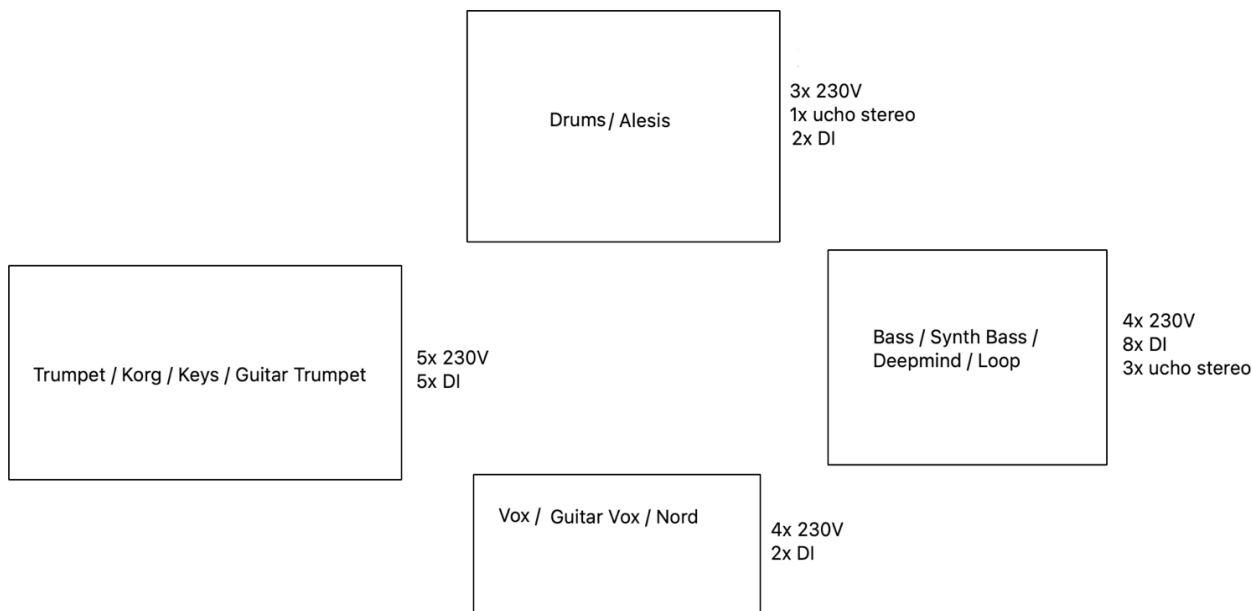 Drums / Alesis
3x 230V
1x ucho stereo
2x DI
Trumpet / Korg / Keys / Guitar Trumpet
5x 230V
5x DI
Bass / Synth Bass /
Deepmind / Loop
4x 230V
8x DI
3x ucho stereo
Vox / Guitar Vox / Nord
4x 230V
2x DI